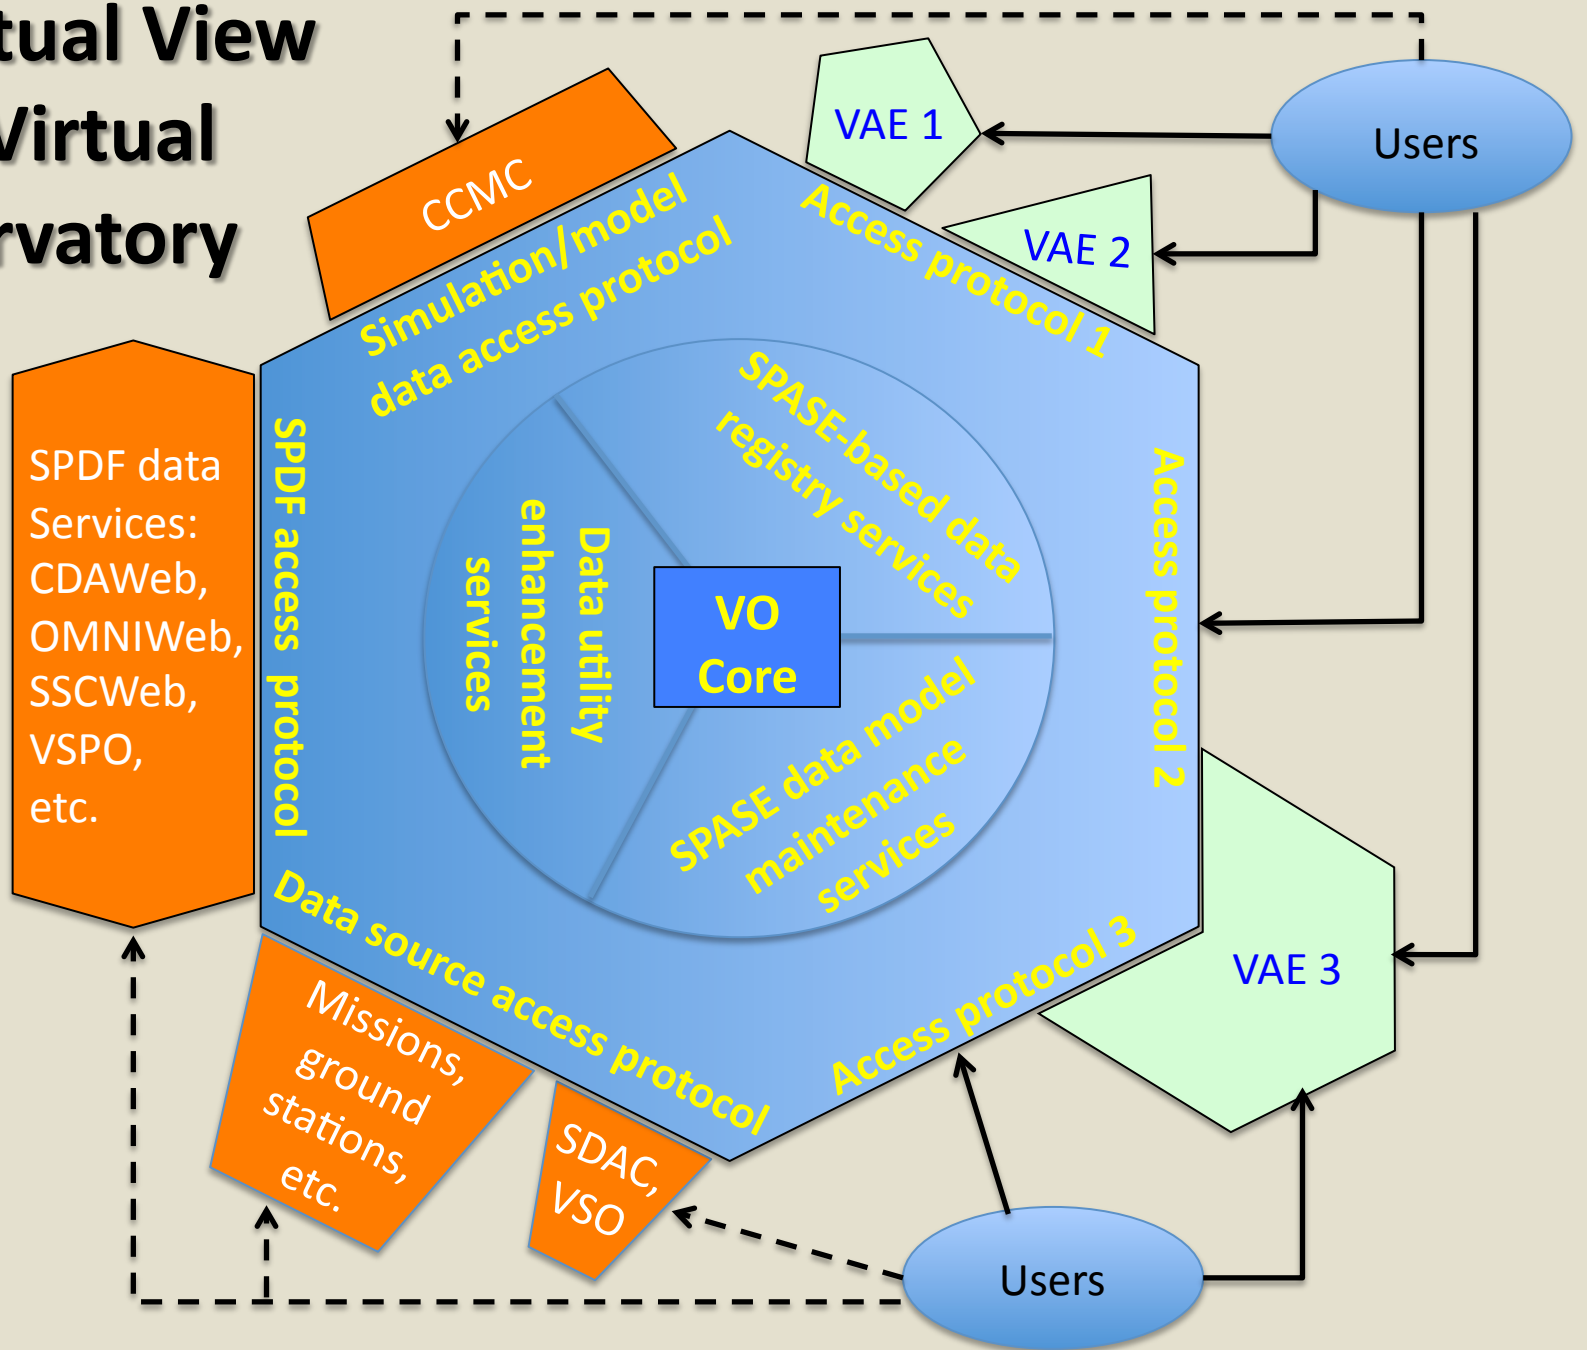 tual View
Virtual
rvatory
CCMC
Simulation/model
data access protocol
VAE 1
Access protocol 1
VAE 2
Users
SPDF data
Services:
CDAWeb,
OMNIWeb,
SSCWeb,
VSPO,
etc.
SPDF access protocol
Data utility
enhancement
services
SPASE-based data
registry services
VO
Core
SPASE data model
maintenance
services
Access protocol 2
Data source access protocol
Access protocol 3
VAE 3
Missions,
ground
stations,
etc.
SDAC,
VSO
Users